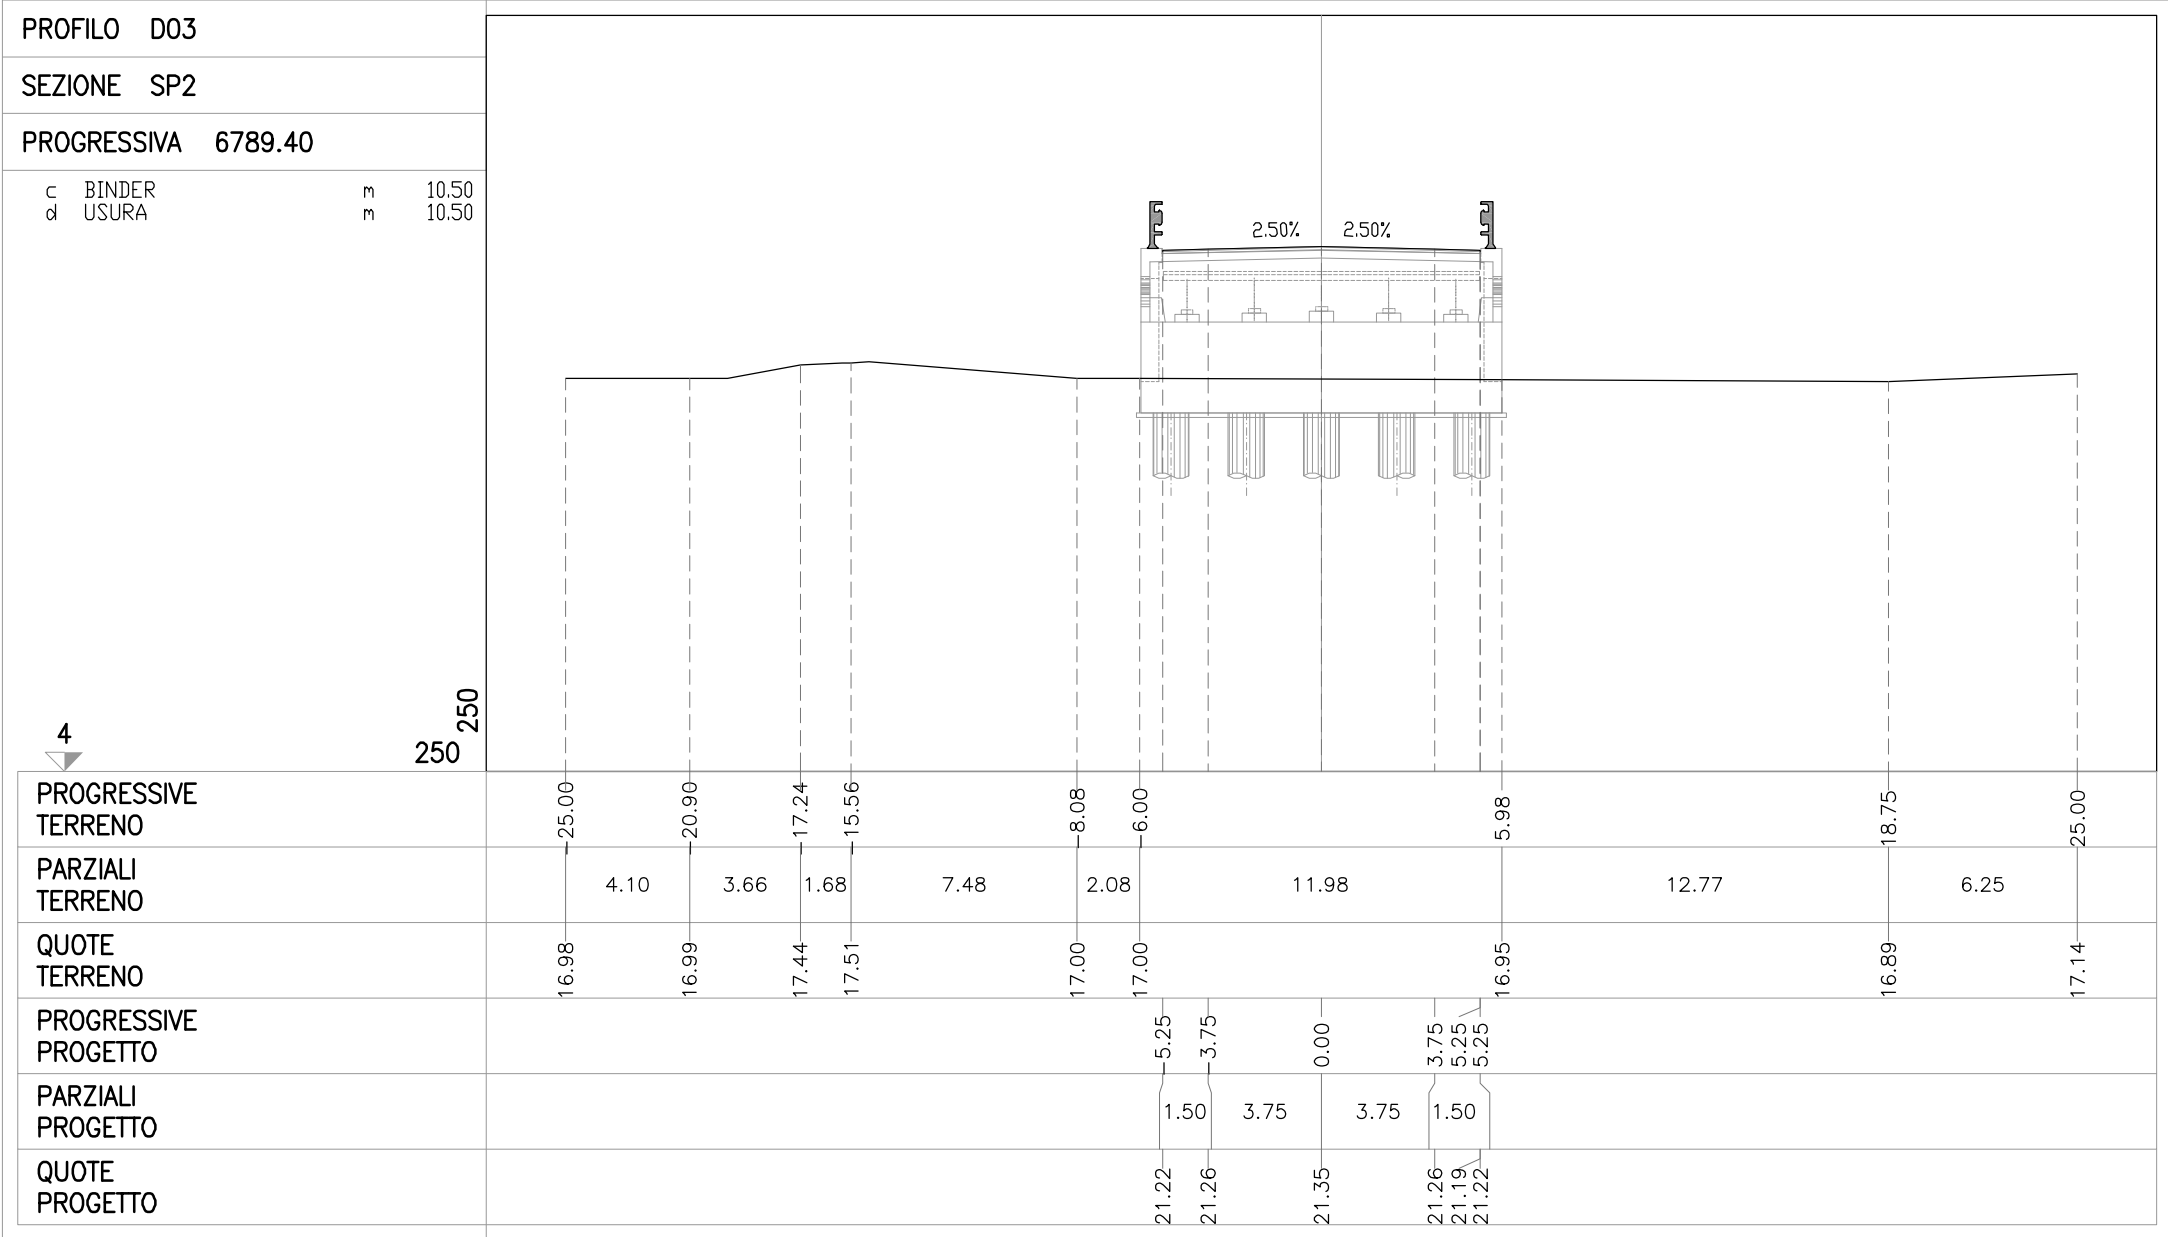 PROFILO D03
SEZIONE SP2
PROGRESSIVA 6789.40
c BINDER m 10.50
d USURA m 10.50
2.50% 2.50%
250
4
250
PROGRESSIVE
TERRENO
-25.00 -20.90 -17.24 -15.56 -8.08 -6.00 5.98 18.75 25.00
PARZIALI
TERRENO
4.10 3.66 1.68 7.48 2.08 11.98 12.77 6.25
QUOTE
TERRENO
16.98 16.99 17.44 17.51 17.00 17.00 16.95 16.89 17.14
PROGRESSIVE
PROGETTO
-5.25 -3.75 0.00 3.75 5.25 5.25
PARZIALI
PROGETTO
1.50 3.75 3.75 1.50
QUOTE
PROGETTO
21.22 21.26 21.35 21.26 21.19 21.22